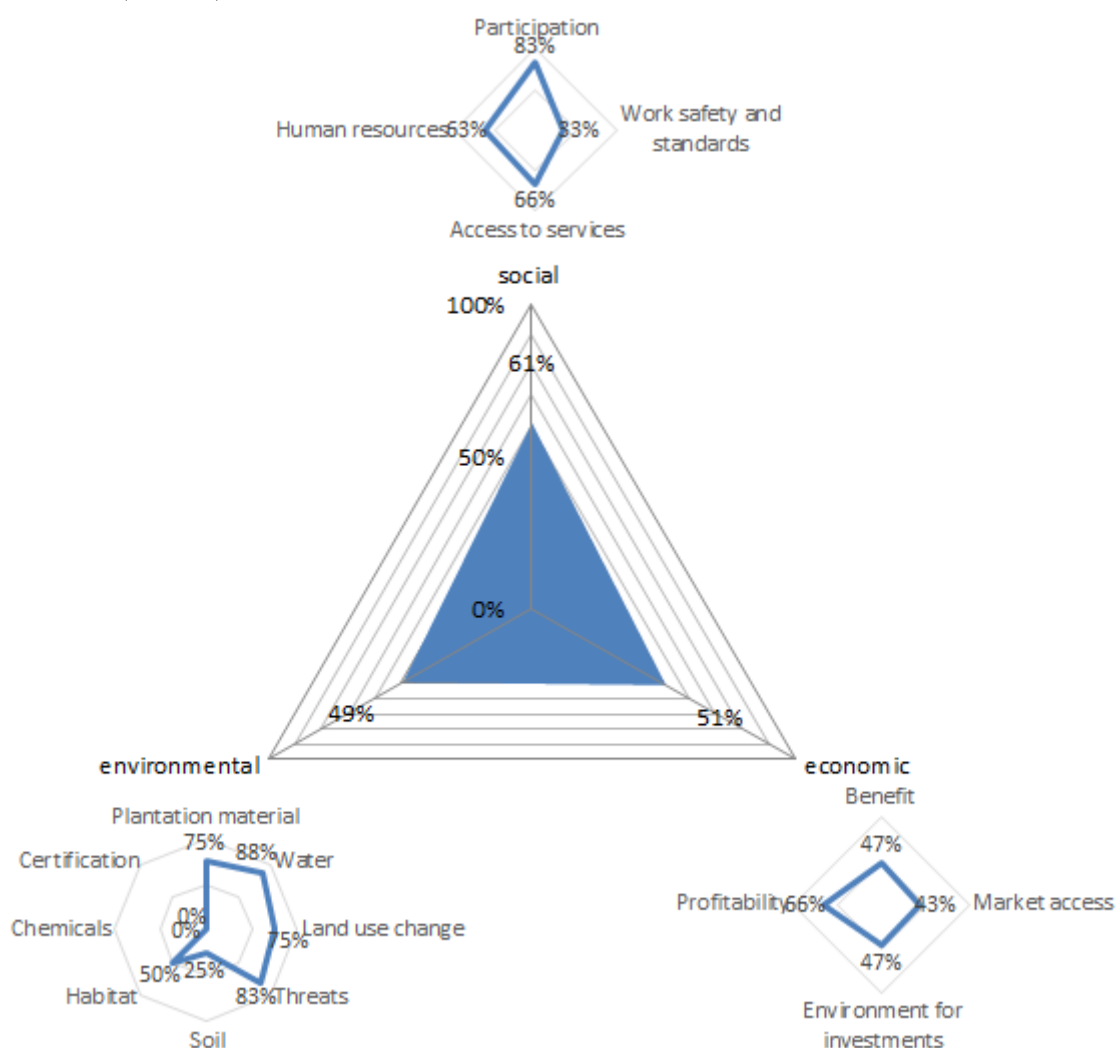 Participation
83%
Human resources
63%
33%
Work safety and
standards
66%
Access to services
social
100%
61%
50%
0%
49%
51%
environmental
economic
Plantation material
75%
88%
Water
Certification
0%
Chemicals
0%
Land use change
75%
50%
25%
83%
Habitat
Threats
Soil
Benefit
47%
Profitability
66%
43%
Market access
47%
Environment for
investments